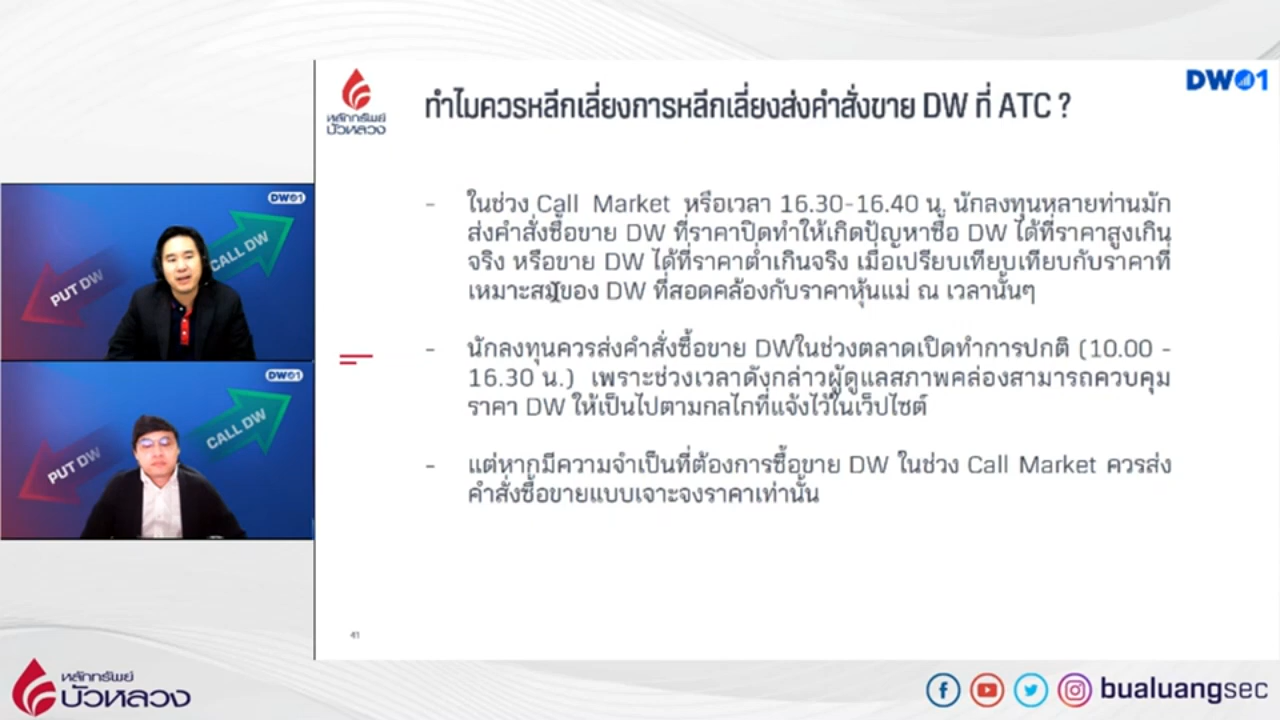 หลักทรัพย์
บัวหลวง
DW01
ทำไมควรหลีกเลี่ยงการหลีกเลี่ยงส่งคำสั่งขาย DW ที่ ATC ?
- ในช่วง Call Market หรือเวลา 16.30-16.40 น. นักลงทุนหลายท่านมัก
ส่งคำสั่งซื้อขาย DW ที่ราคาปิดทำให้เกิดปัญหาซื้อ DW ได้ที่ราคาสูงเกิน
จริง หรือขาย DW ได้ที่ราคาต่ำเกินจริง เมื่อเปรียบเทียบเทียบกับราคาที่
เหมาะสมของ DW ที่สอดคล้องกับราคาหุ้นแม่ ณ เวลานั้นๆ
- นักลงทุนควรส่งคำสั่งซื้อขาย DWในช่วงตลาดเปิดทำการปกติ (10.00 -
16.30 น.) เพราะช่วงเวลาดังกล่าวผู้ดูแลสภาพคล่องสามารถควบคุม
ราคา DW ให้เป็นไปตามกลไกที่แจ้งไว้ในเว็ปไซต์
- แต่หากมีความจำเป็นที่ต้องการซื้อขาย DW ในช่วง Call Market ควรส่ง
คำสั่งซื้อขายแบบเจาะจงราคาเท่านั้น
41
DW01
PUT DW
CALL DW
DW01
PUT DW
CALL DW
หลักทรัพย์
บัวหลวง
bualuangsec